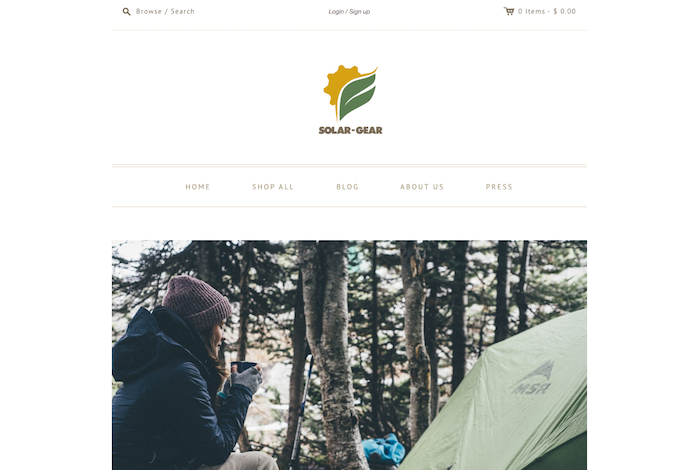 Browse / Search
Login / Sign up
0 items - $ 0.00
SOLAR-GEAR
HOME
SHOP ALL
BLOG
ABOUT US
PRESS
MSR